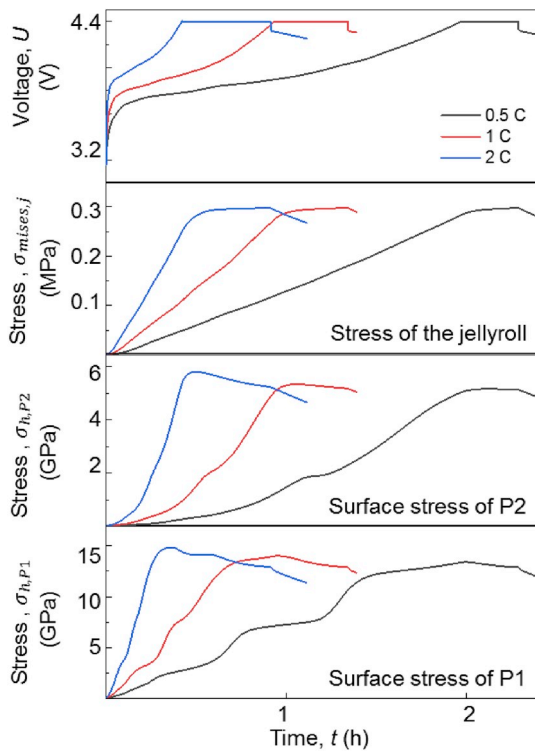 4.4
3.2
Voltage, U
(V)
0.5 C
1 C
2 C
0.3
0.2
0.1
Stress , σmises,j
(MPa)
Stress of the jellyroll
6
4
2
Stress , σh,P2
(GPa)
Surface stress of P2
15
10
5
Stress , σh,P1
(GPa)
Surface stress of P1
1
2
Time, t (h)